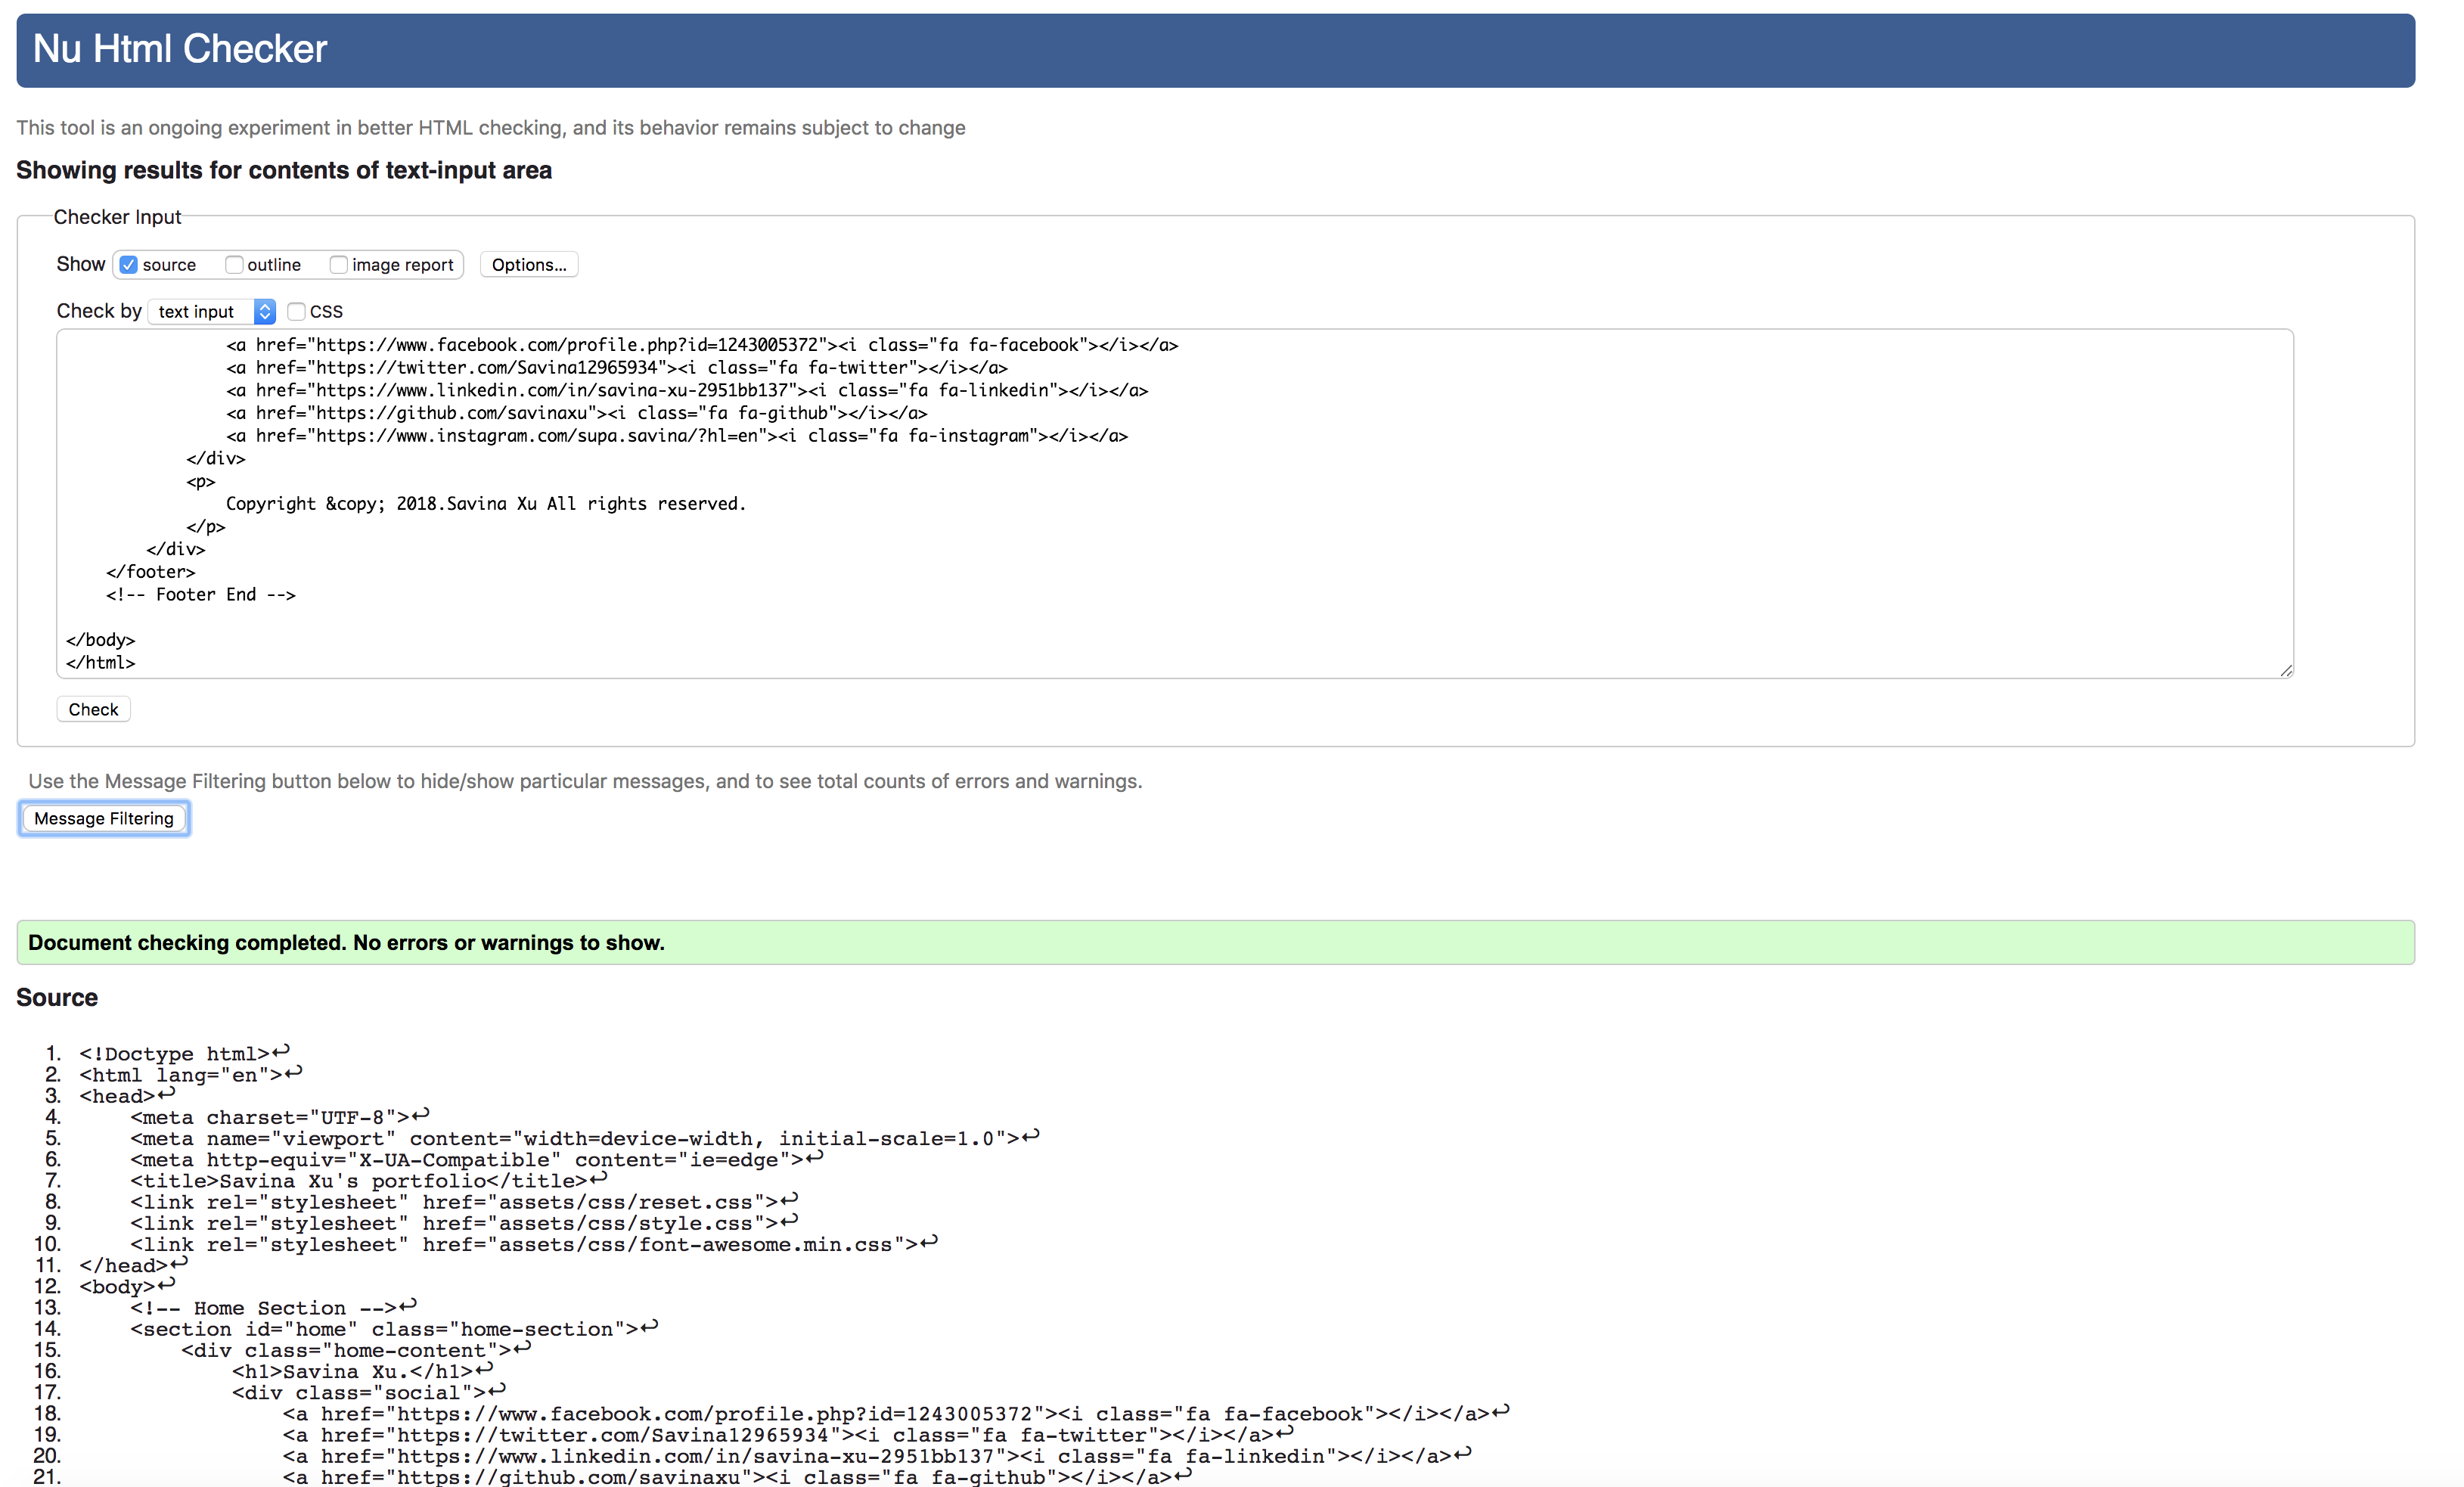 Nu Html Checker
This tool is an ongoing experiment in better HTML checking, and its behavior remains subject to change
Showing results for contents of text-input area
Checker Input
Show source outline image report Options...
Check by text input CSS
<a href="https://www.facebook.com/profile.php?id=1243005372"><i class="fa fa-facebook"></i></a>
<a href="https://twitter.com/Savina12965934"><i class="fa fa-twitter"></i></a>
<a href="https://www.linkedin.com/in/savina-xu-2951bb137"><i class="fa fa-linkedin"></i></a>
<a href="https://github.com/savinaxu"><i class="fa fa-github"></i></a>
<a href="https://www.instagram.com/supa.savina/?hl=en"><i class="fa fa-instagram"></i></a>
</div>
<p>
Copyright &copy; 2018.Savina Xu All rights reserved.
</p>
</div>
</footer>
<!-- Footer End -->
</body>
</html>
Check
Use the Message Filtering button below to hide/show particular messages, and to see total counts of errors and warnings.
Message Filtering
Document checking completed. No errors or warnings to show.
Source
1. <!Doctype html>↩
2. <html lang="en">↩
3. <head>↩
4. <meta charset="UTF-8">↩
5. <meta name="viewport" content="width=device-width, initial-scale=1.0">↩
6. <meta http-equiv="X-UA-Compatible" content="ie=edge">↩
7. <title>Savina Xu's portfolio</title>↩
8. <link rel="stylesheet" href="assets/css/reset.css">↩
9. <link rel="stylesheet" href="assets/css/style.css">↩
10. <link rel="stylesheet" href="assets/css/font-awesome.min.css">↩
11. </head>↩
12. <body>↩
13. <!-- Home Section -->↩
14. <section id="home" class="home-section">↩
15. <div class="home-content">↩
16. <h1>Savina Xu.</h1>↩
17. <div class="social">↩
18. <a href="https://www.facebook.com/profile.php?id=1243005372"><i class="fa fa-facebook"></i></a>↩
19. <a href="https://twitter.com/Savina12965934"><i class="fa fa-twitter"></i></a>↩
20. <a href="https://www.linkedin.com/in/savina-xu-2951bb137"><i class="fa fa-linkedin"></i></a>↩
21. <a href="https://github.com/savinaxu"><i class="fa fa-github"></i></a>↩